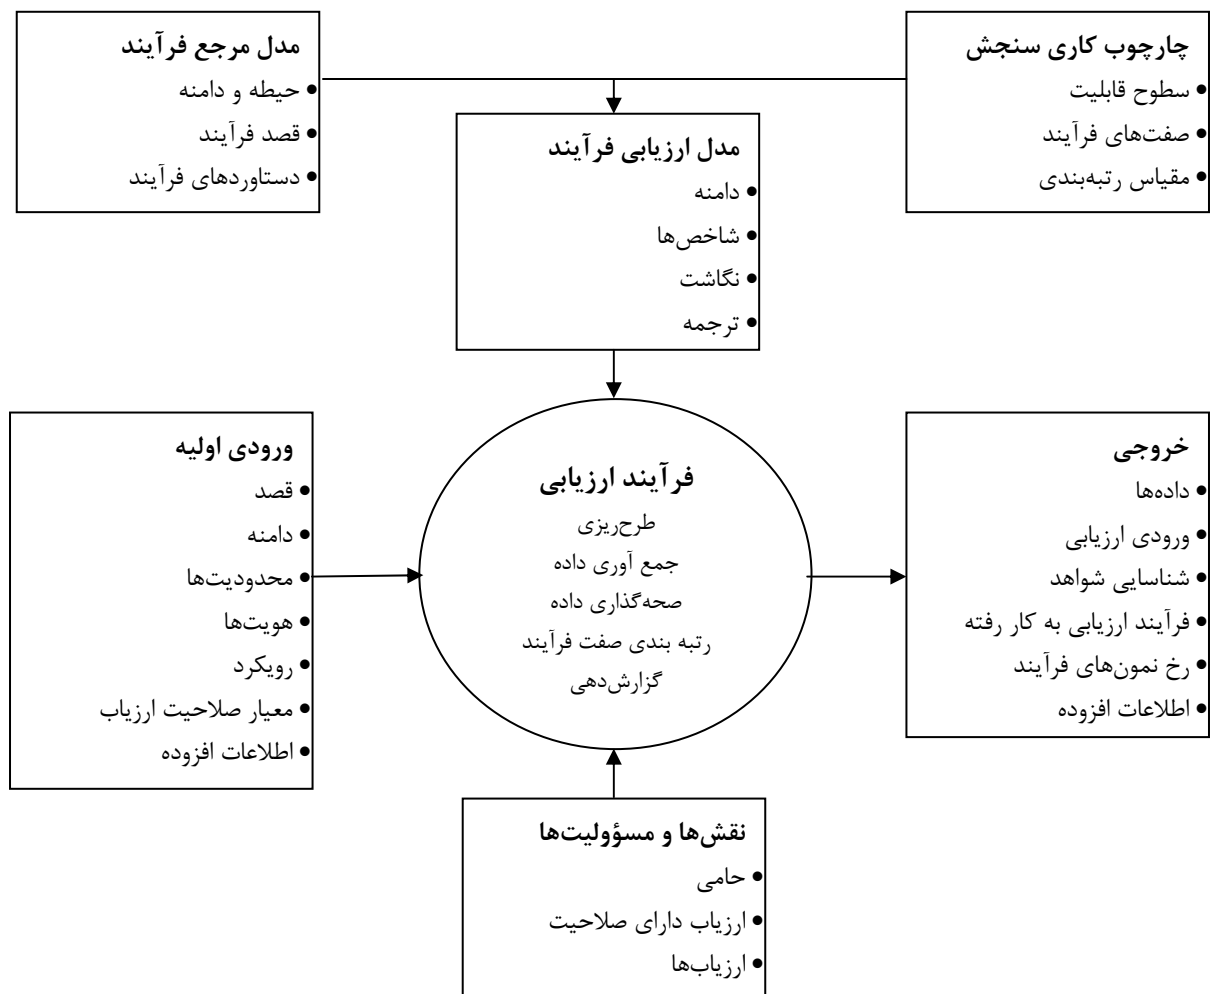 مدل مرجع فرآیند
• حیطه و دامنه
• قصد فرآیند
• دستاوردهای فرآیند
چارچوب کاری سنجش
• سطوح قابلیت
• صفت‌های فرآیند
• مقیاس رتبه‌بندی
مدل ارزیابی فرآیند
• دامنه
• شاخص‌ها
• نگاشت
• ترجمه
ورودی اولیه
• قصد
• دامنه
• محدودیت‌ها
• هویت‌ها
• رویکرد
• معیار صلاحیت ارزیاب
• اطلاعات افزوده
فرآیند ارزیابی
طرح‌ریزی
جمع آوری داده
صحه‌گذاری داده
رتبه بندی صفت فرآیند
گزارش‌دهی
خروجی
• داده‌ها
• ورودی ارزیابی
• شناسایی شواهد
• فرآیند ارزیابی به کار رفته
• رخ نمون‌های فرآیند
• اطلاعات افزوده
نقش‌ها و مسؤولیت‌ها
• حامی
• ارزیاب دارای صلاحیت
• ارزیاب‌ها